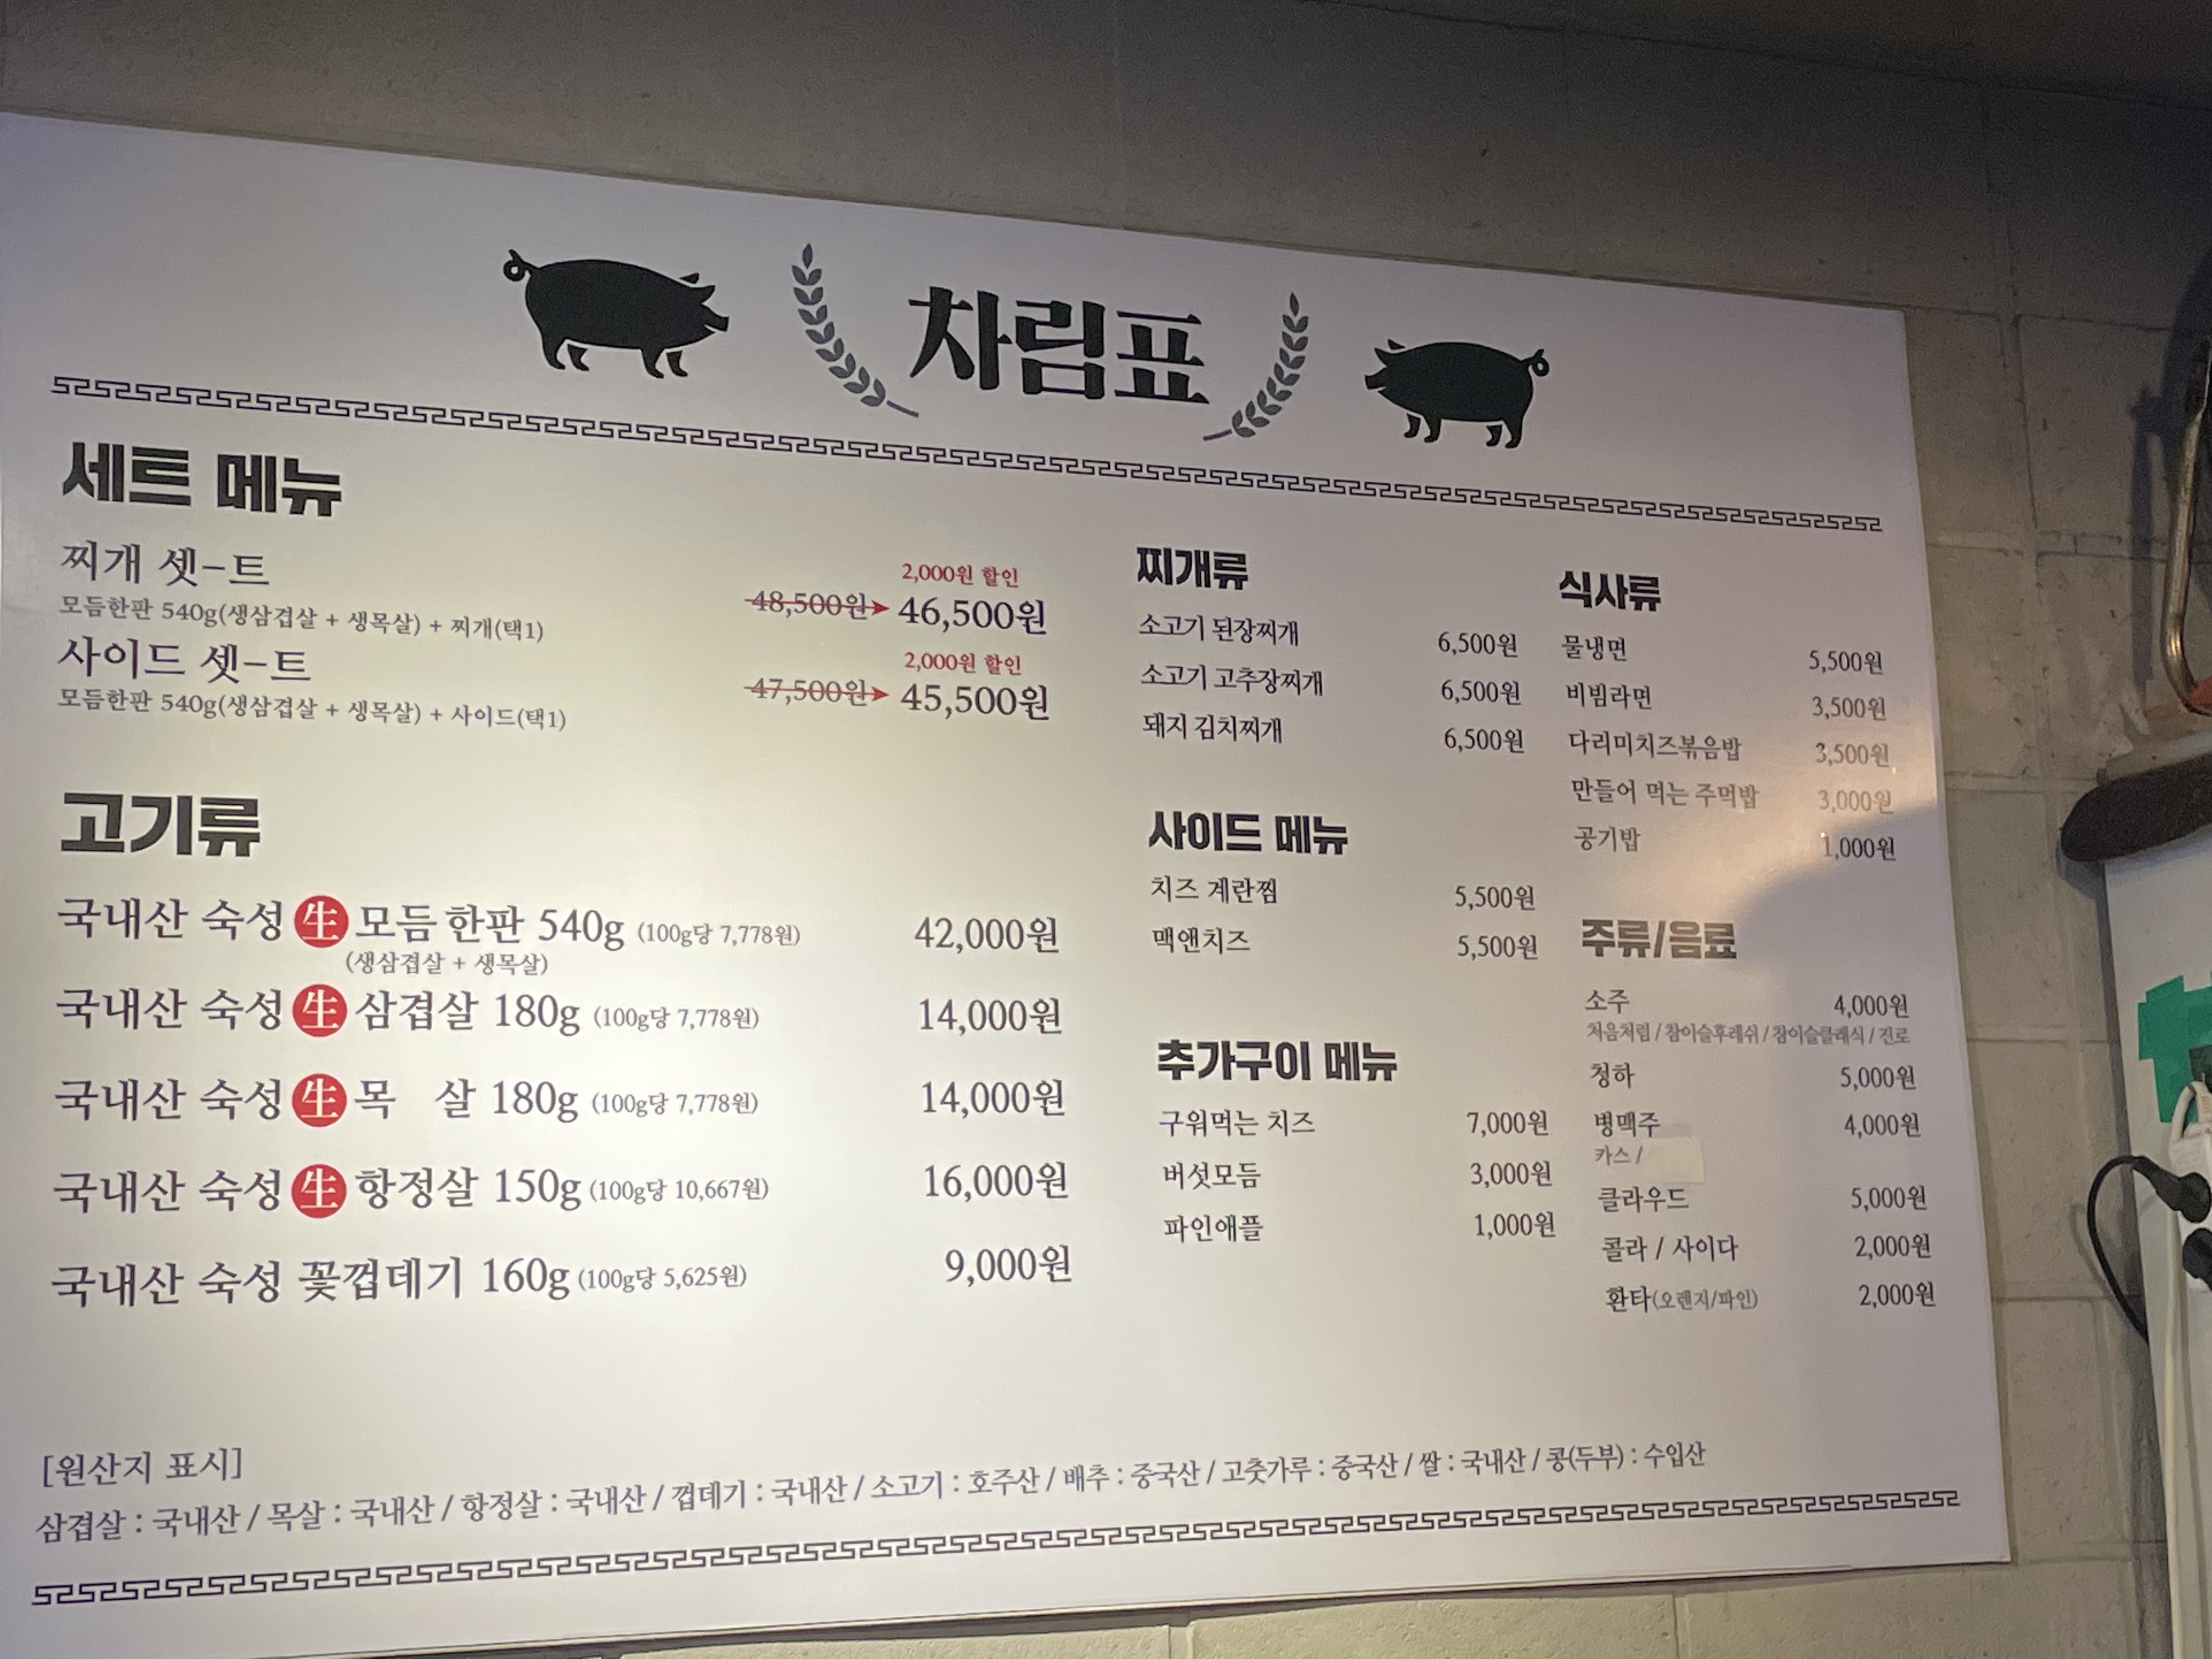 차림표
세트 메뉴
찌개 셋-트
2,000원 할인
모듬한판 540g(생삼겹살 + 생목살) + 찌개(택1) 48,500원 46,500원
사이드 셋-트
2,000원 할인
모듬한판 540g(생삼겹살 + 생목살) + 사이드(택1) 47,500원 45,500원
고기류
국내산 숙성 生 모듬 한판 540g (100g당 7,778원) 42,000원
(생삼겹살 + 생목살)
국내산 숙성 生 삼겹살 180g (100g당 7,778원) 14,000원
국내산 숙성 生 목 살 180g (100g당 7,778원) 14,000원
국내산 숙성 生 항정살 150g (100g당 10,667원) 16,000원
국내산 숙성 꽃껍데기 160g (100g당 5,625원) 9,000원
찌개류
소고기 된장찌개 6,500원
소고기 고추장찌개 6,500원
돼지 김치찌개 6,500원
사이드 메뉴
치즈 계란찜 5,500원
맥앤치즈 5,500원
추가구이 메뉴
구워먹는 치즈 7,000원
버섯모듬 3,000원
파인애플 1,000원
식사류
물냉면 5,500원
비빔라면 3,500원
다리미치즈볶음밥 3,500원
만들어 먹는 주먹밥 3,000원
공기밥 1,000원
주류/음료
소주 4,000원
처음처럼 / 참이슬후레쉬 / 참이슬클래식 / 진로
청하 5,000원
병맥주 4,000원
카스 /
클라우드 5,000원
콜라 / 사이다 2,000원
환타(오렌지/파인) 2,000원
[원산지 표시]
삼겹살 : 국내산 / 목살 : 국내산 / 항정살 : 국내산 / 껍데기 : 국내산 / 소고기 : 호주산 / 배추 : 중국산 / 고춧가루 : 중국산 / 쌀 : 국내산 / 콩(두부) : 수입산